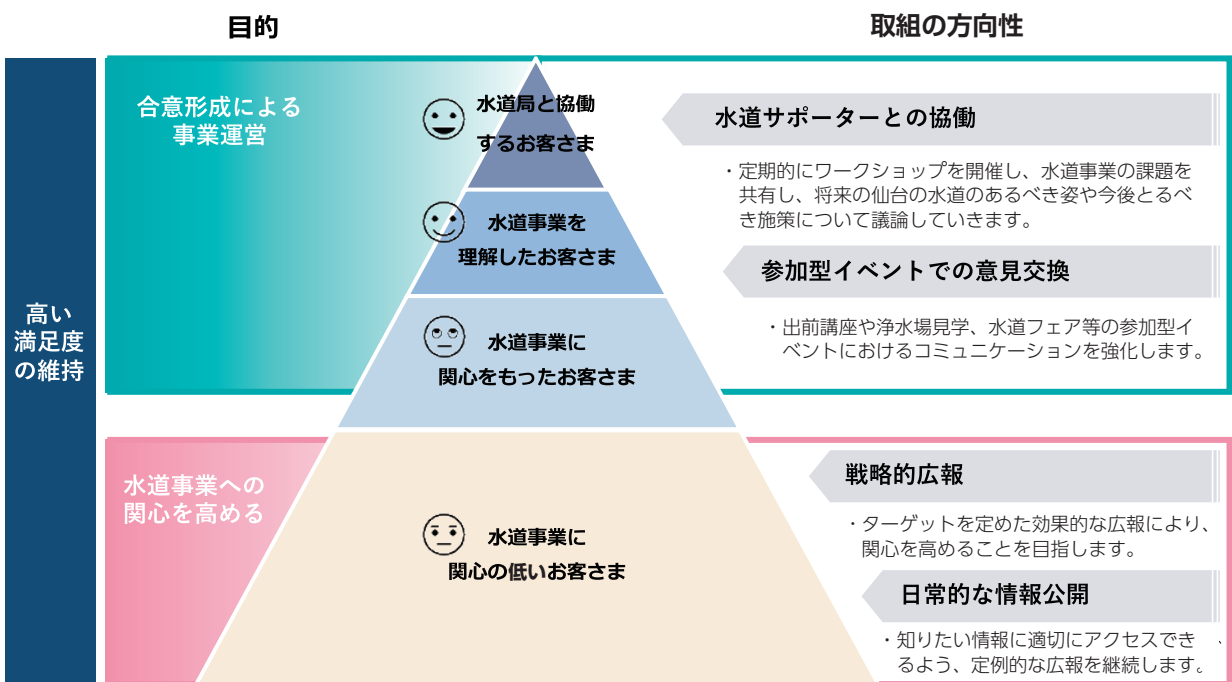 目的
取組の方向性
高い
満足度
の維持
合意形成による
事業運営
水道局と協働
するお客さま
水道事業を
理解したお客さま
水道事業に
関心をもったお客さま
水道サポーターとの協働
・定期的にワークショップを開催し、水道事業の課題を
共有し、将来の仙台の水道のあるべき姿や今後とるべ
き施策について議論していきます。
参加型イベントでの意見交換
・出前講座や浄水場見学、水道フェア等の参加型イ
ベントにおけるコミュニケーションを強化します。
水道事業への
関心を高める
水道事業に
関心の低いお客さま
戦略的広報
・ターゲットを定めた効果的な広報により、
関心を高めることを目指します。
日常的な情報公開
・知りたい情報に適切にアクセスでき
るよう、定例的な広報を継続します。